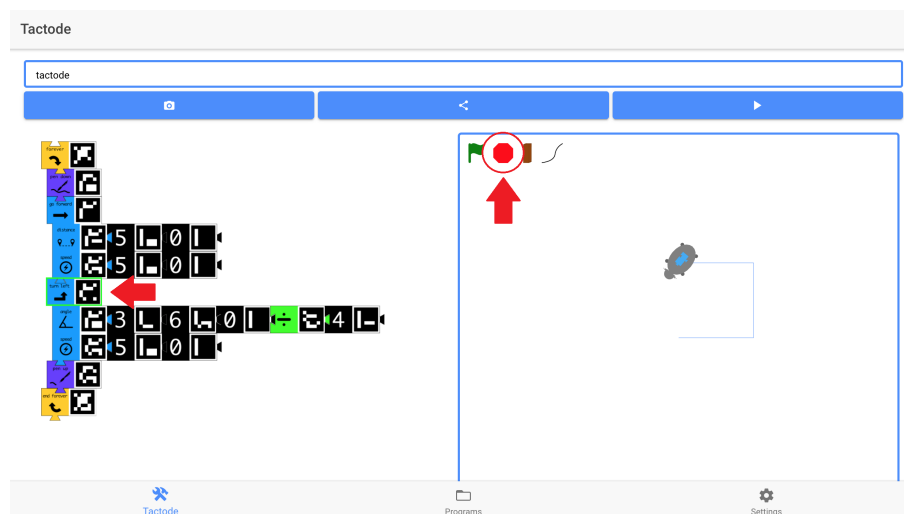 Tactode
tactode
forever
pen down
go forward
distance
5 0
speed
5 0
turn left
angle
3 6 0 ÷ 4
speed
5 0
pen up
end forever
Tactode
Programs
Settings